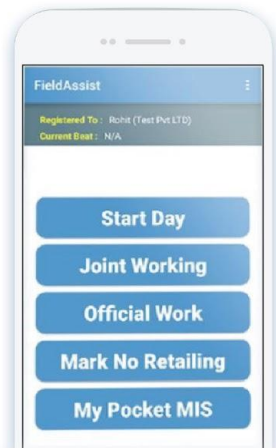 FieldAssist
Registered To : Rohit (Test Pvt LTD)
Current Beat : N/A
Start Day
Joint Working
Official Work
Mark No Retailing
My Pocket MIS